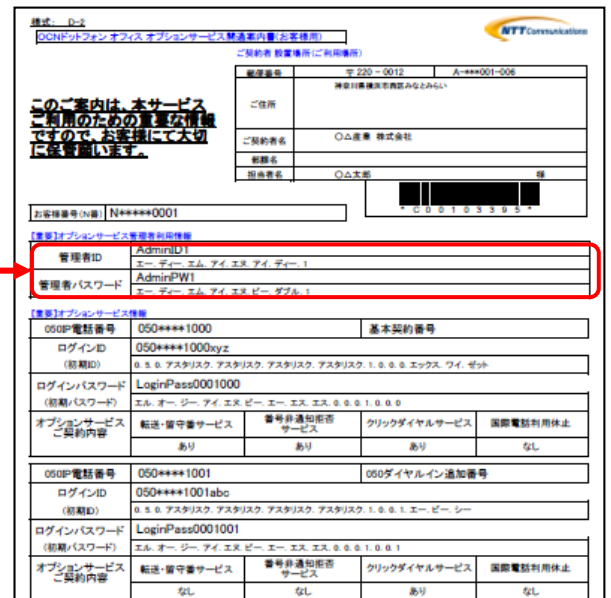 様式: D-2
NTT Communications
OCNドットフォン オフィス オプションサービス開通案内書(お客様用)
ご契約者 設置場所(ご利用場所)
郵便番号 〒220-0012 A-***001-006
ご住所 神奈川県横浜市西区みなとみらい
このご案内は、本サービス
ご利用のための重要な情報
ですので、お客様にて大切
に保管願います。
ご契約者名 〇△産業 株式会社
部課名
担当者名 〇△太郎 様
*C00103395*
お客様番号(N番) N*****0001
【重要】オプションサービス管理者利用情報
管理者ID AdminID1
エー. ディー. エム. アイ. エヌ. アイ. ディー. 1
管理者パスワード AdminPW1
エー. ディー. エム. アイ. エヌ. ピー. ダブル. 1
【重要】オプションサービス情報
050IP電話番号 050****1000 基本契約番号
ログインID 050****1000xyz
(初期ID) 0. 5. 0. アスタリスク. アスタリスク. アスタリスク. アスタリスク. 1. 0. 0. 0. エックス. ワイ. ゼット
ログインパスワード LoginPass0001000
(初期パスワード) エル. オー. ジー. アイ. エヌ. ピー. エー. エス. エス. 0. 0. 0. 1. 0. 0. 0
オプションサービス 転送・留守番サービス 番号非通知拒否 クリックダイヤルサービス 国際電話利用休止
ご契約内容 サービス
あり あり あり なし
050IP電話番号 050****1001 050ダイヤルイン追加番号
ログインID 050****1001abc
(初期ID) 0. 5. 0. アスタリスク. アスタリスク. アスタリスク. アスタリスク. 1. 0. 0. 1. エー. ビー. シー
ログインパスワード LoginPass0001001
(初期パスワード) エル. オー. ジー. アイ. エヌ. ピー. エー. エス. エス. 0. 0. 0. 1. 0. 0. 1
オプションサービス 転送・留守番サービス 番号非通知拒否 クリックダイヤルサービス 国際電話利用休止
ご契約内容 サービス
なし なし あり なし